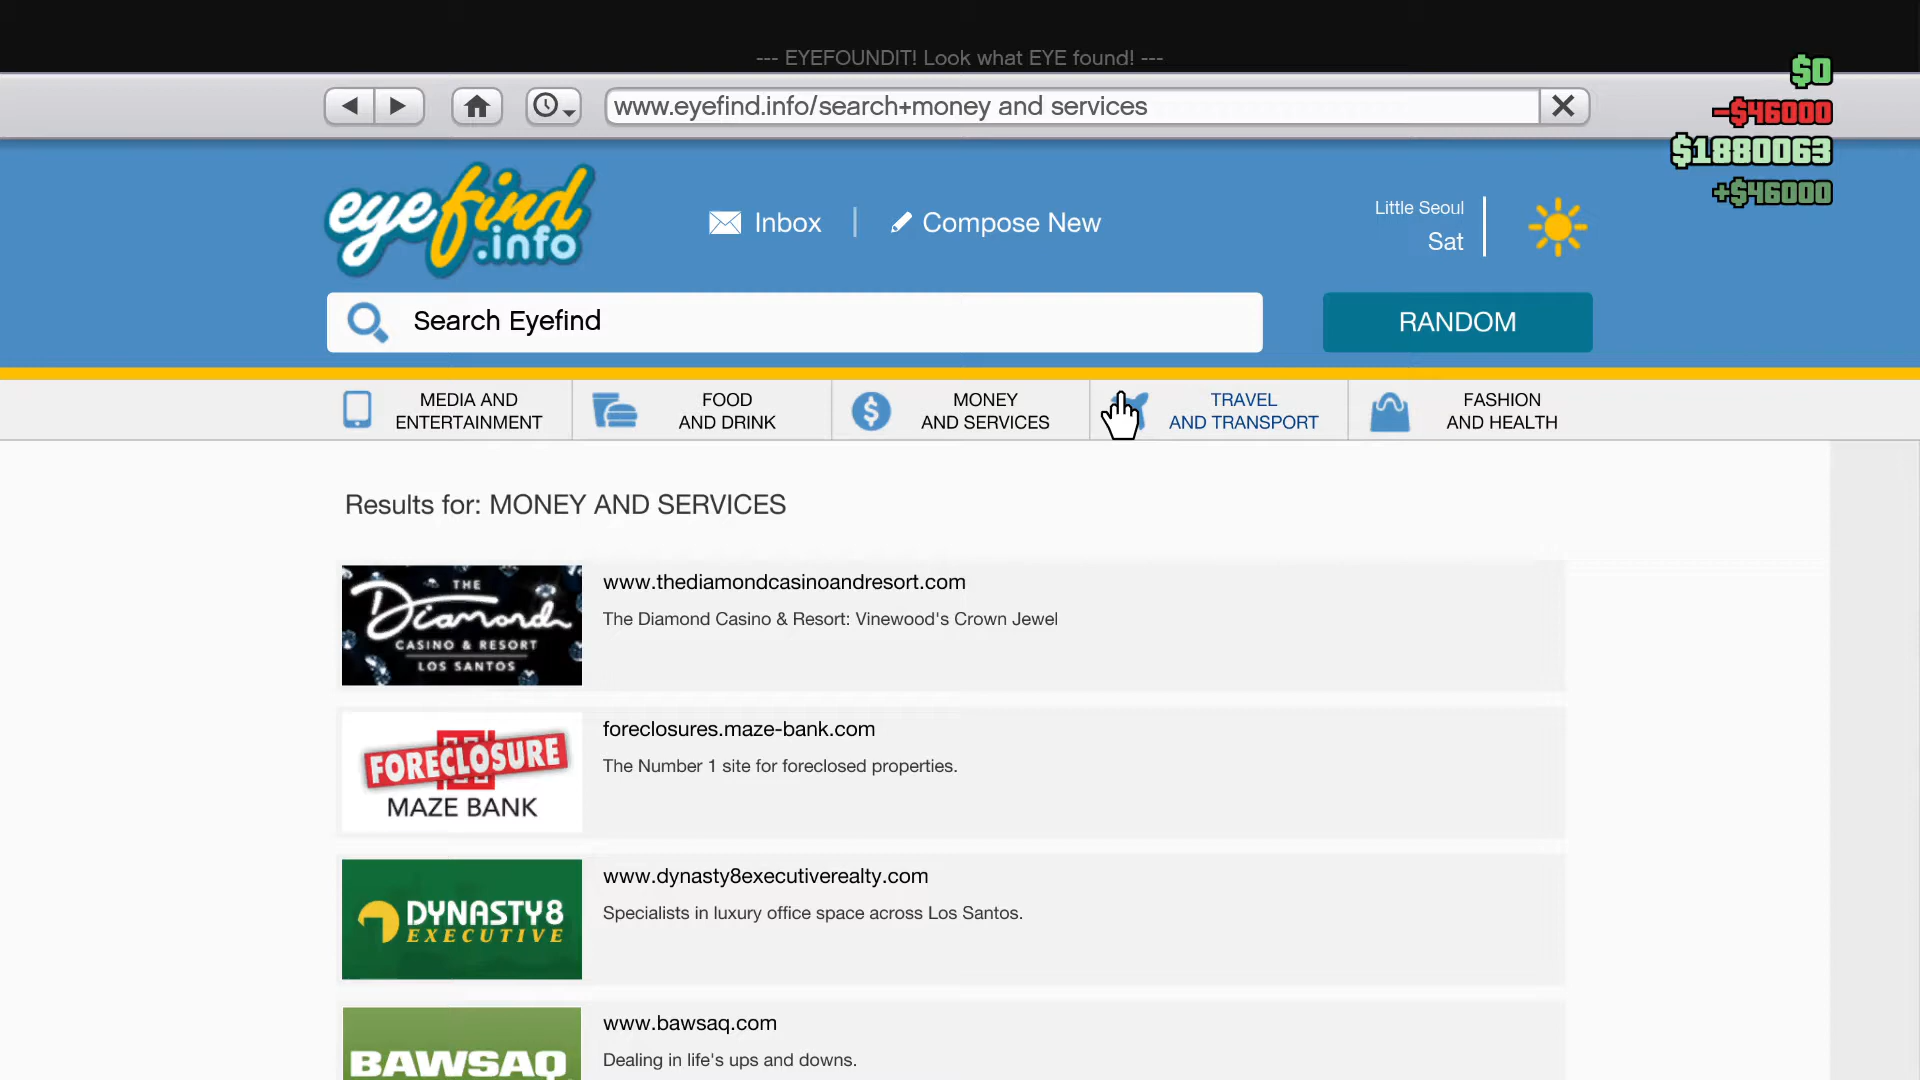 --- EYEFOUNDIT! Look what EYE found! ---
$0
www.eyefind.info/search+money and services
-$46000
$1880063
+$46000
eyefind
.info
Inbox
Compose New
Little Seoul
Sat
Search Eyefind
RANDOM
MEDIA AND
ENTERTAINMENT
FOOD
AND DRINK
MONEY
AND SERVICES
TRAVEL
AND TRANSPORT
FASHION
AND HEALTH
Results for: MONEY AND SERVICES
THE
Diamond
CASINO & RESORT
LOS SANTOS
www.thediamondcasinoandresort.com
The Diamond Casino & Resort: Vinewood's Crown Jewel
FORECLOSURE
MAZE BANK
foreclosures.maze-bank.com
The Number 1 site for foreclosed properties.
DYNASTY8
EXECUTIVE
www.dynasty8executiverealty.com
Specialists in luxury office space across Los Santos.
BAWSAQ
www.bawsaq.com
Dealing in life's ups and downs.